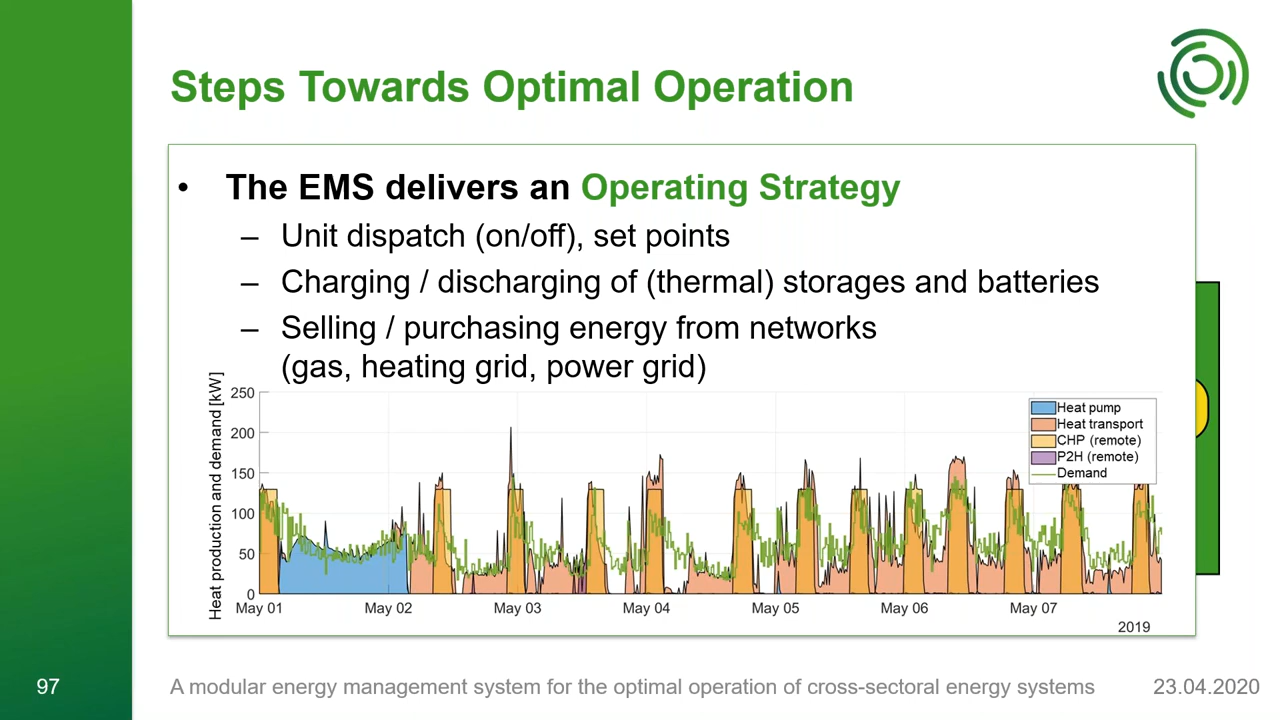 Steps Towards Optimal Operation
• The EMS delivers an Operating Strategy
– Unit dispatch (on/off), set points
– Charging / discharging of (thermal) storages and batteries
– Selling / purchasing energy from networks
(gas, heating grid, power grid)
Heat production and demand [kW]
250
200
150
100
50
0
Heat pump
Heat transport
CHP (remote)
P2H (remote)
Demand
May 01 May 02 May 03 May 04 May 05 May 06 May 07
2019
97 A modular energy management system for the optimal operation of cross-sectoral energy systems 23.04.2020